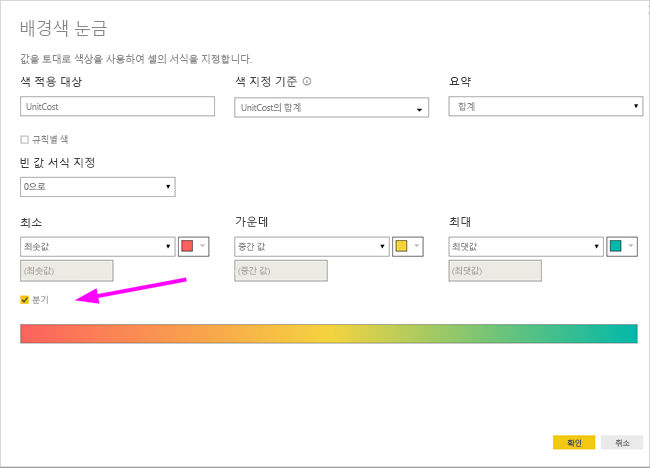 배경색 눈금
값을 토대로 색상을 사용하여 셀의 서식을 지정합니다.
색 적용 대상
색 지정 기준
요약
UnitCost
UnitCost의 합계
합계
규칙별 색
빈 값 서식 지정
0으로
최소
가운데
최대
최솟값
중간 값
최댓값
(최솟값)
(중간 값)
(최댓값)
분기
확인
취소